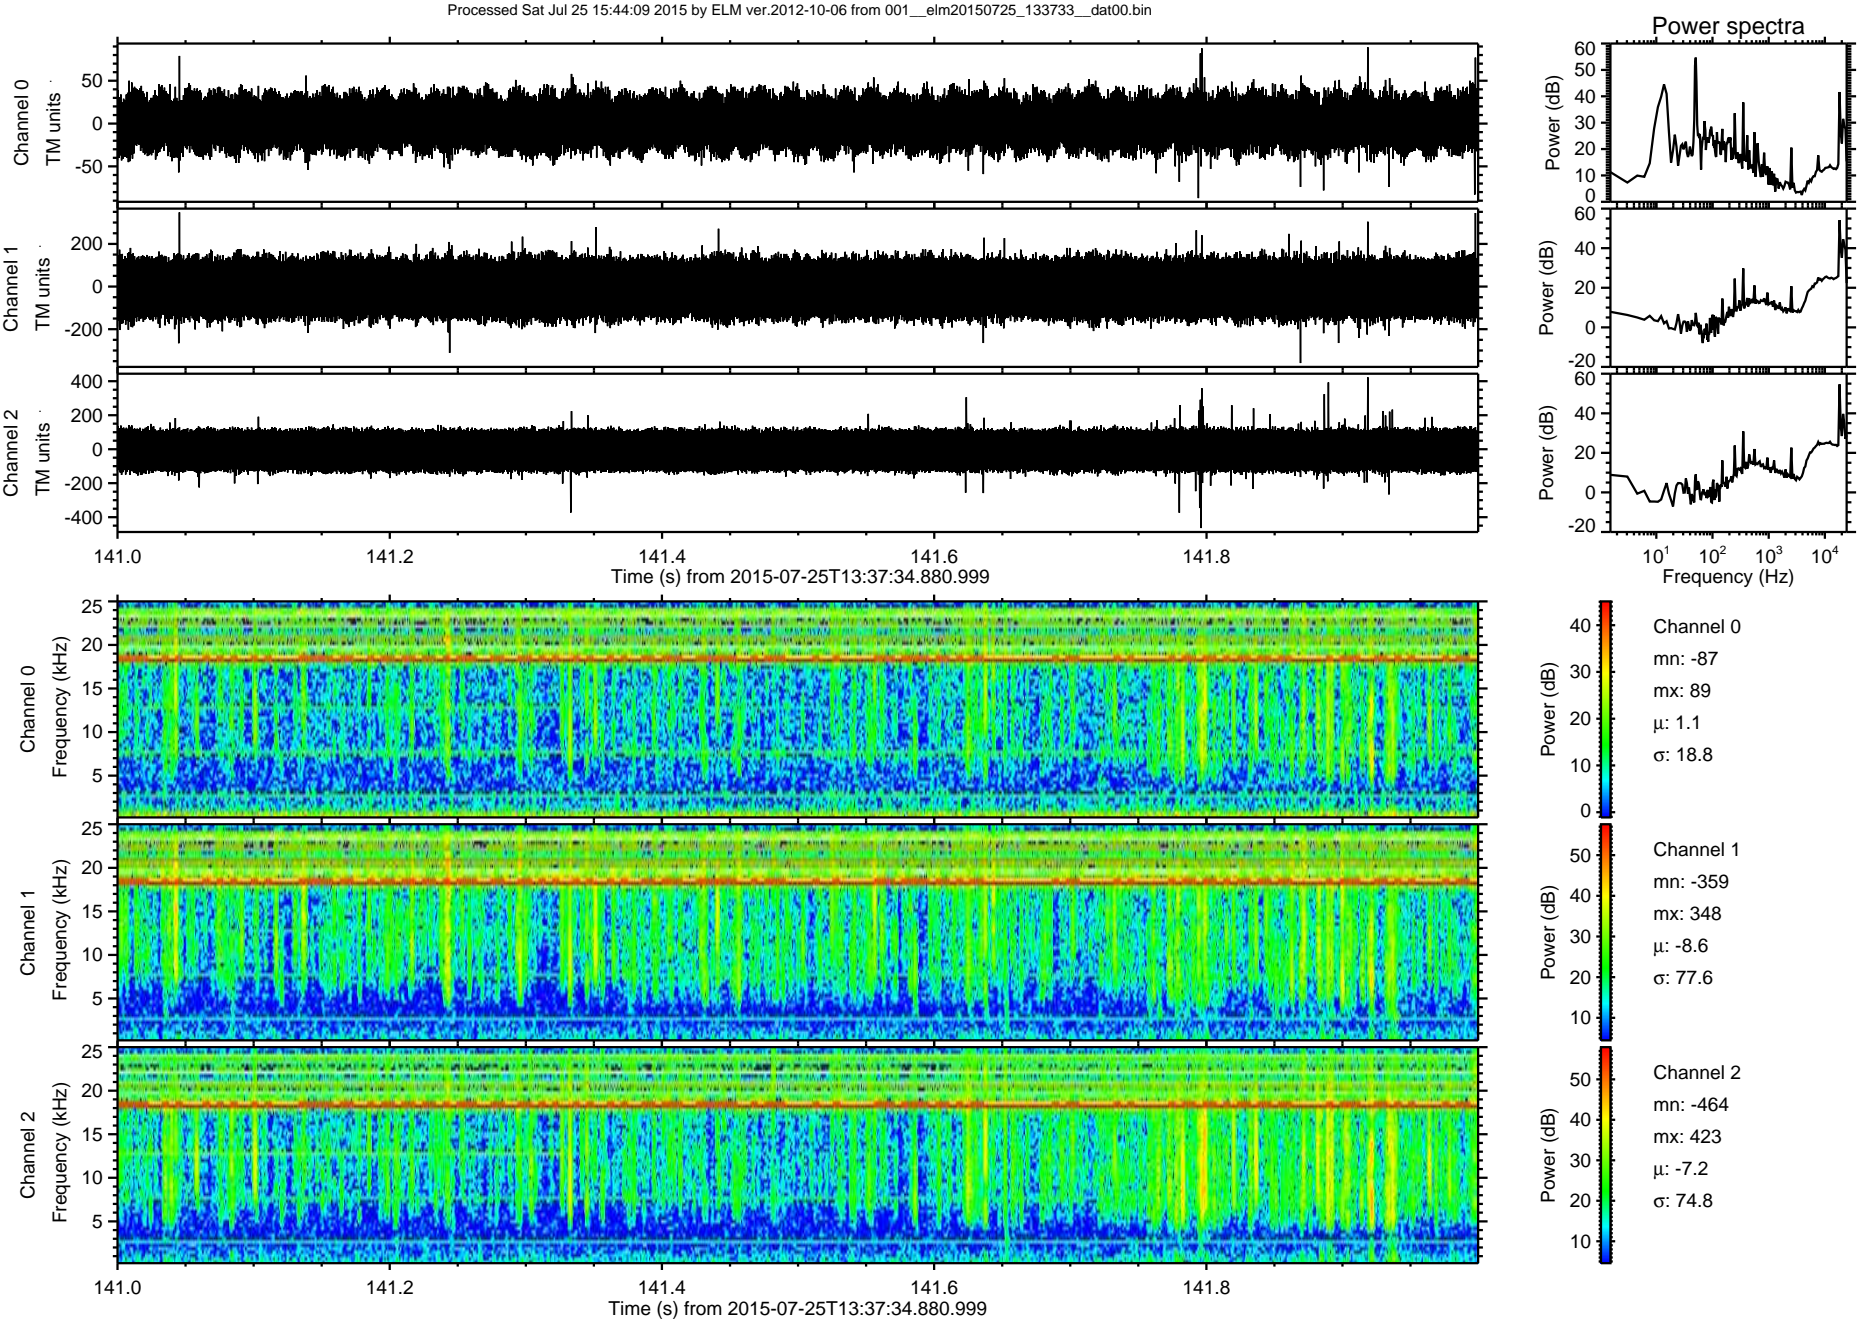 Processed Sat Jul 25 15:44:09 2015 by ELM ver.2012-10-06 from 001__elm20150725_133733__dat00.bin
Power spectra
Channel 0
TM units
50
0
-50
Power (dB)
60
50
40
30
20
10
0
Channel 1
TM units
200
0
-200
Power (dB)
60
40
20
0
-20
Channel 2
TM units
400
200
0
-200
-400
Power (dB)
60
40
20
0
-20
141.0 141.2 141.4 141.6 141.8
Time (s) from 2015-07-25T13:37:34.880.999
10^1 10^2 10^3 10^4
Frequency (Hz)
Channel 0
Frequency (kHz)
25
20
15
10
5
Power (dB)
40
30
20
10
0
Channel 0
mn: -87
mx: 89
μ: 1.1
σ: 18.8
Channel 1
Frequency (kHz)
25
20
15
10
5
Power (dB)
50
40
30
20
10
Channel 1
mn: -359
mx: 348
μ: -8.6
σ: 77.6
Channel 2
Frequency (kHz)
25
20
15
10
5
Power (dB)
50
40
30
20
10
Channel 2
mn: -464
mx: 423
μ: -7.2
σ: 74.8
141.0 141.2 141.4 141.6 141.8
Time (s) from 2015-07-25T13:37:34.880.999